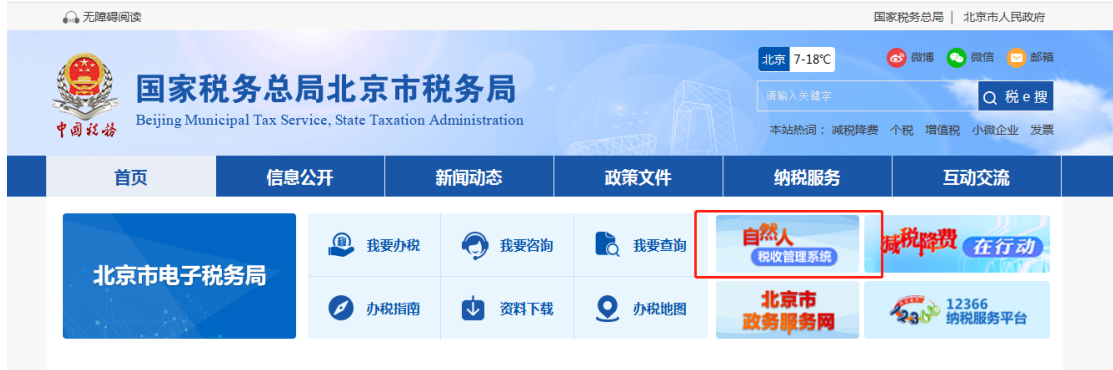 无障碍阅读
国家税务总局 | 北京市人民政府
北京 7-18℃
微博 微信 邮箱
国家税务总局北京市税务局
Beijing Municipal Tax Service, State Taxation Administration
中国税务
请输入关键字
税e搜
本站热词： 减税降费 个税 增值税 小微企业 发票
首页 信息公开 新闻动态 政策文件 纳税服务 互动交流
北京市电子税务局
我要办税 我要咨询 我要查询
自然人
税收管理系统
减税降费 在行动
办税指南 资料下载 办税地图
北京市
政务服务网
12366
纳税服务平台